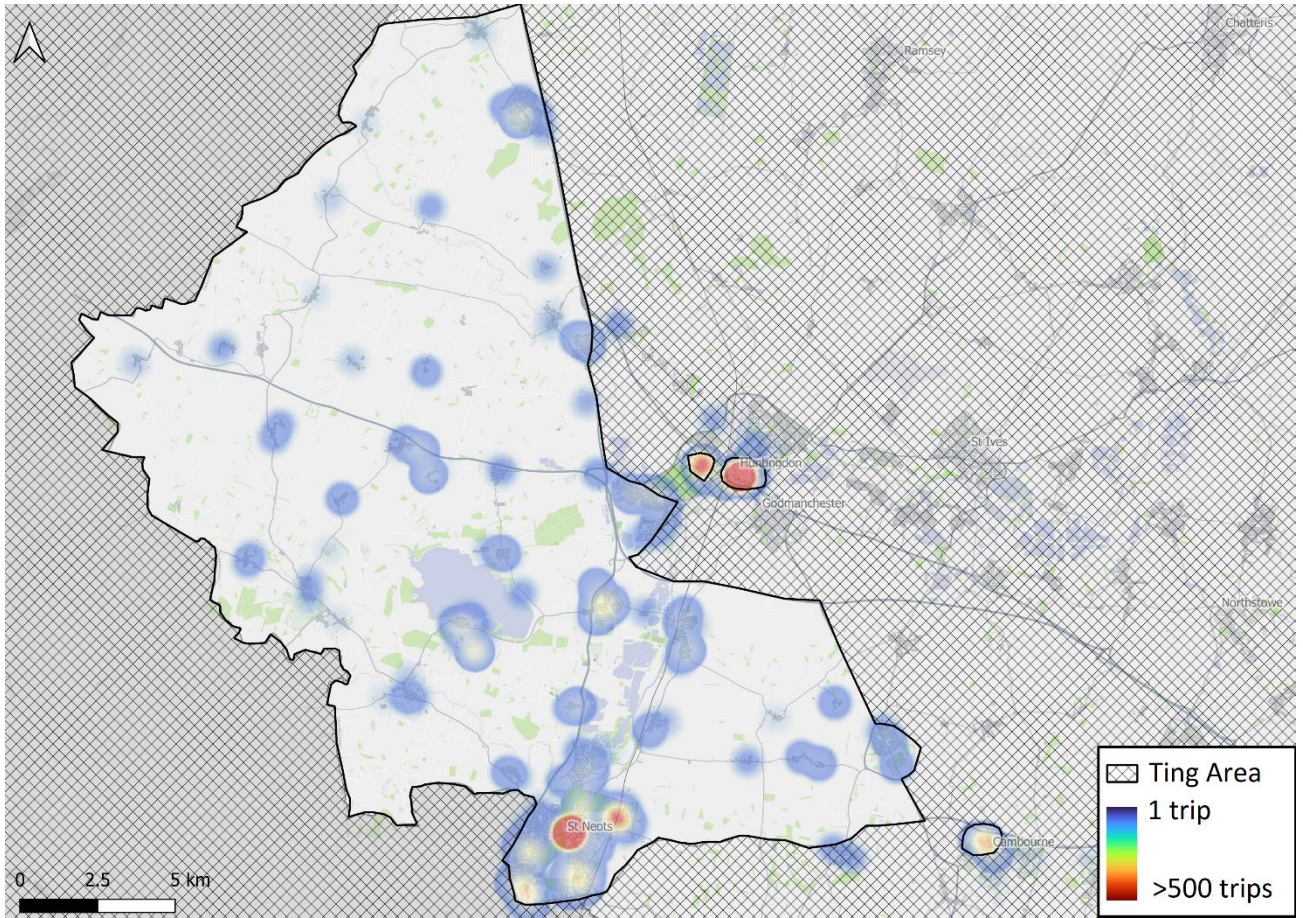 Chatteris
Ramsey
St Ives
Huntingdon
Godmanchester
Northstowe
St Neots
Cambourne
Ting Area
1 trip
>500 trips
0 2.5 5 km